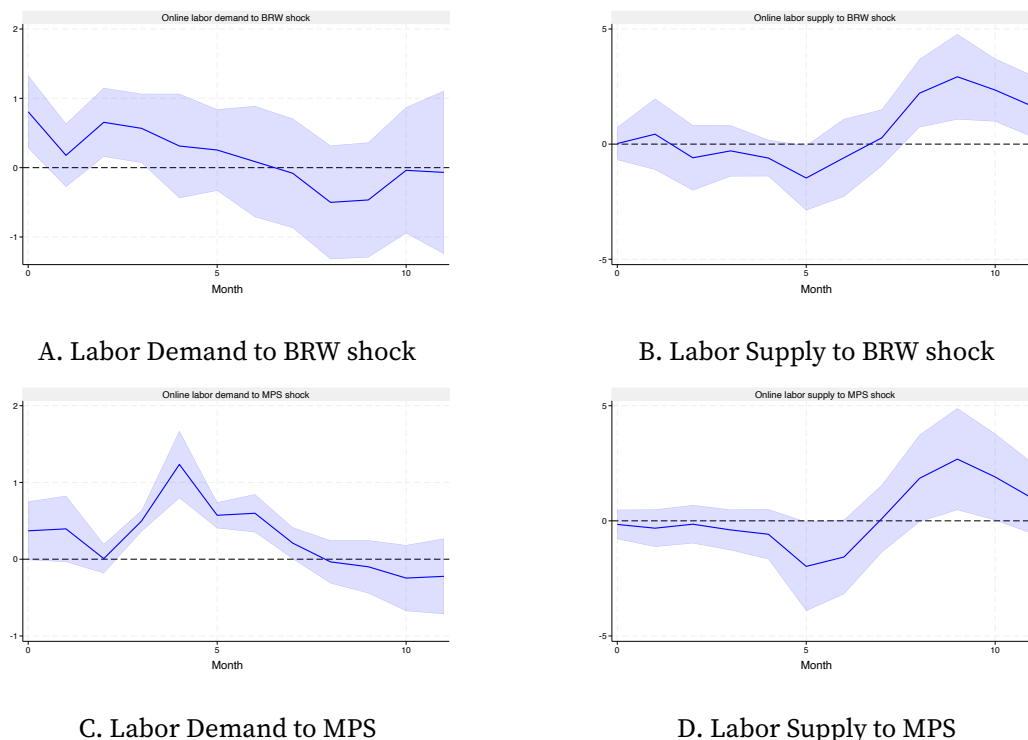 Online labor demand to BRW shock
2
1
0
-1
0 5 10
Month
A. Labor Demand to BRW shock
Online labor supply to BRW shock
5
0
-5
0 5 10
Month
B. Labor Supply to BRW shock
Online labor demand to MPS shock
2
1
0
-1
0 5 10
Month
C. Labor Demand to MPS
Online labor supply to MPS shock
5
0
-5
0 5 10
Month
D. Labor Supply to MPS